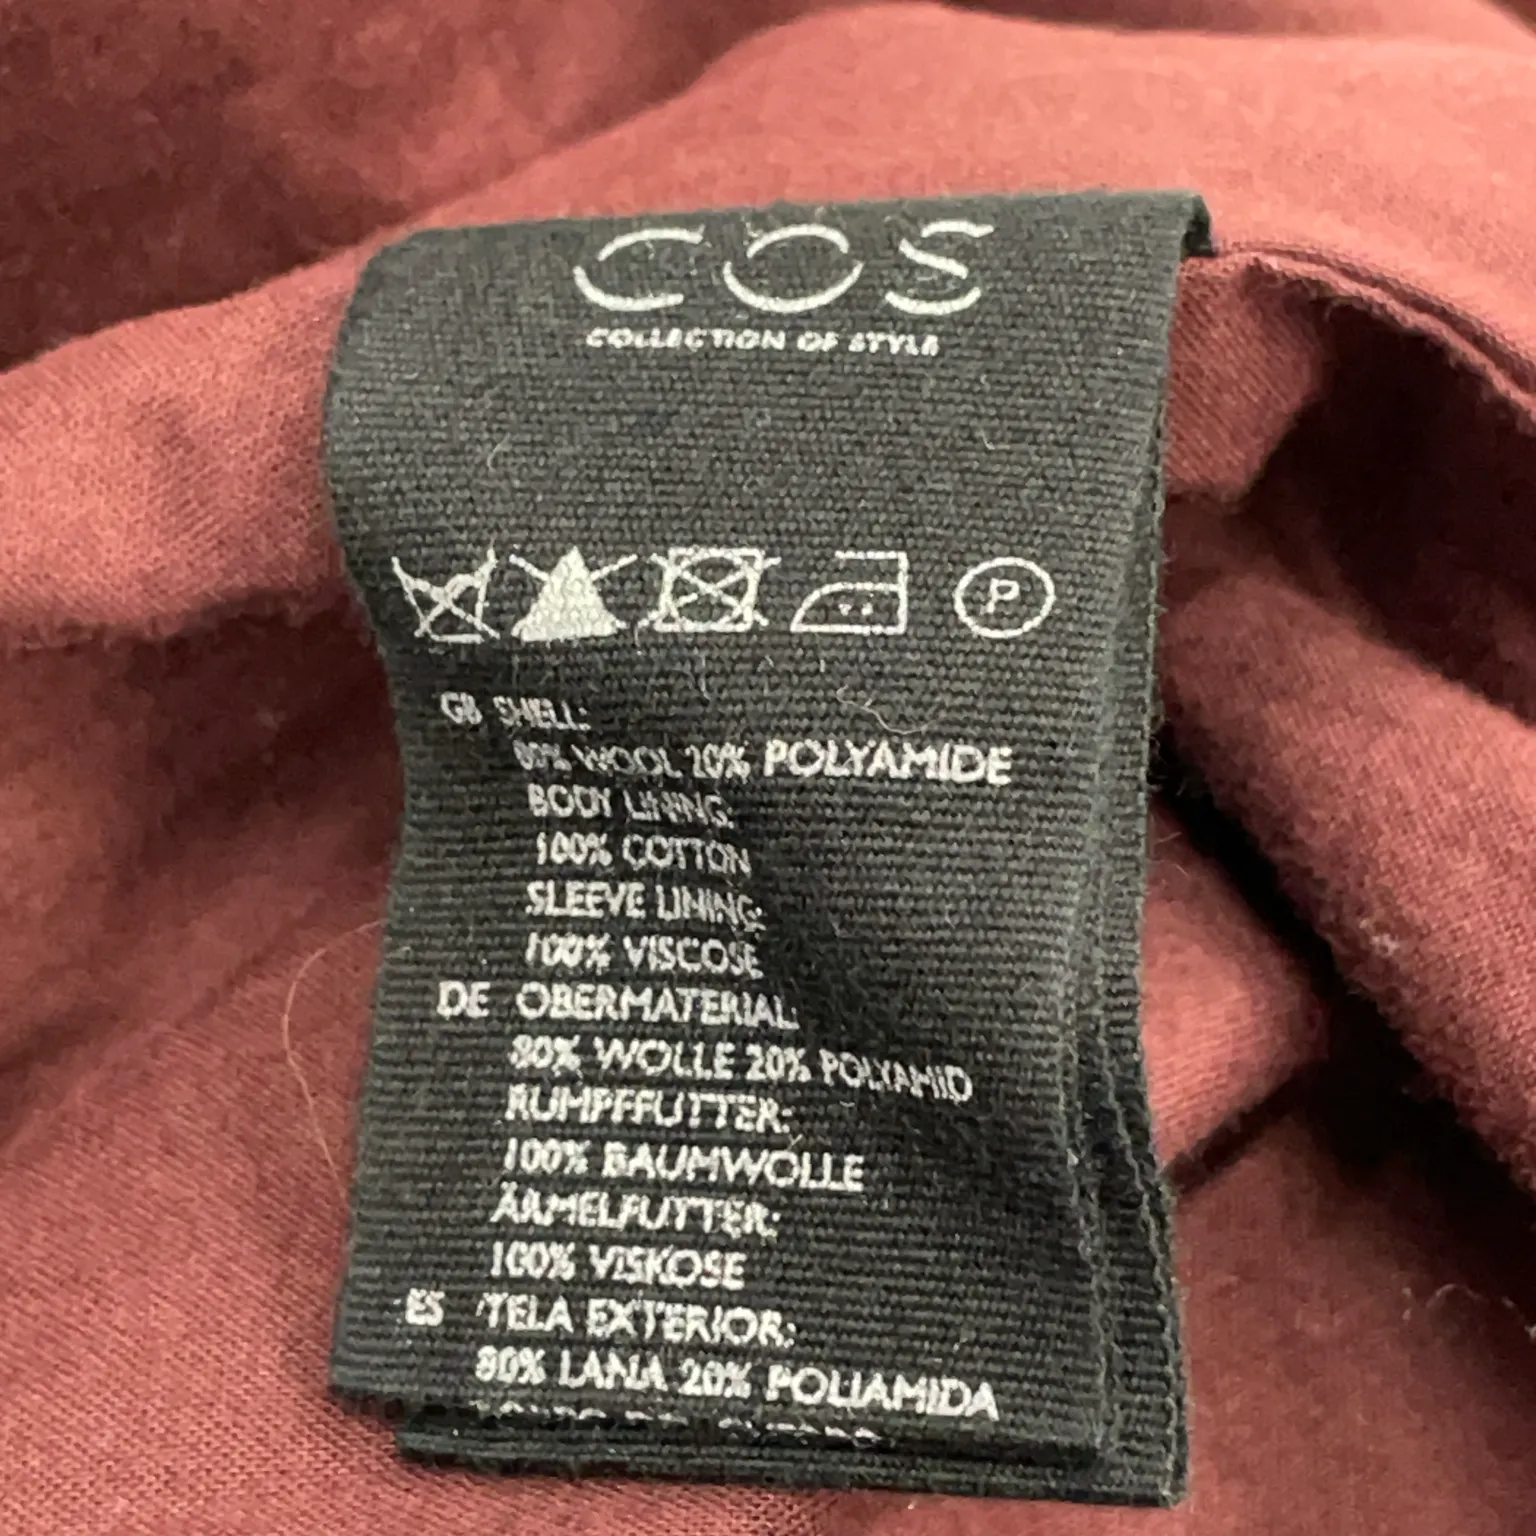 COS
COLLECTION OF STYLE
P
GB SHELL:
80% WOOL 20% POLYAMIDE
BODY LINING:
100% COTTON
SLEEVE LINING:
100% VISCOSE
DE OBERMATERIAL:
80% WOLLE 20% POLYAMID
RUMPFFUTTER:
100% BAUMWOLLE
ÄRMELFUTTER:
100% VISKOSE
ES TELA EXTERIOR:
80% LANA 20% POLIAMIDA